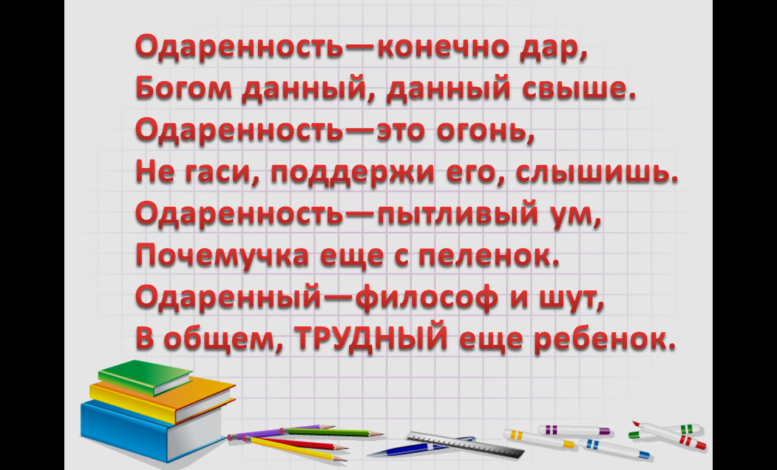 Одаренность—конечно дар,
Богом данный, данный свыше.
Одаренность—это огонь,
Не гаси, поддержи его, слышишь.
Одаренность—пытливый ум,
Почемучка еще с пеленок.
Одаренный—философ и шут,
В общем, ТРУДНЫЙ еще ребенок.